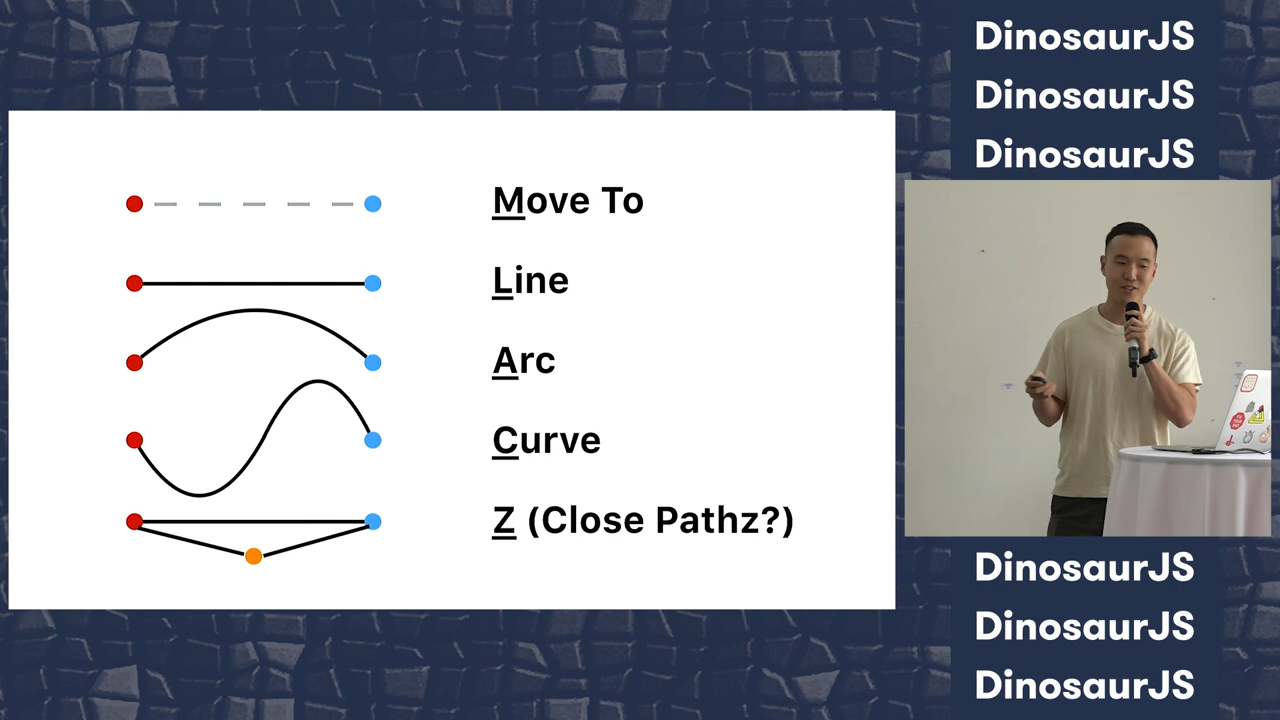 DinosaurJS
DinosaurJS
DinosaurJS
Move To
Line
Arc
Curve
Z (Close Pathz?)
DinosaurJS
DinosaurJS
DinosaurJS